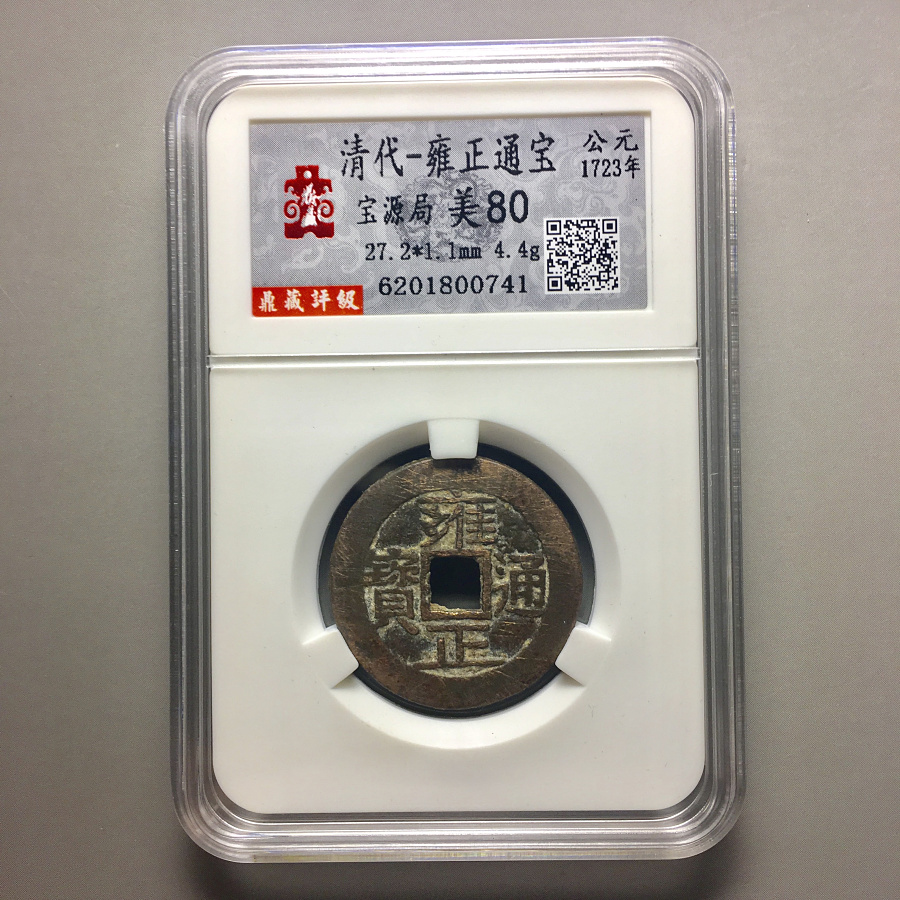 清代-雍正通宝
公元
1723年
宝源局 美80
27.2*1.1mm 4.4g
6201800741
鼎藏評級
雍正通寶